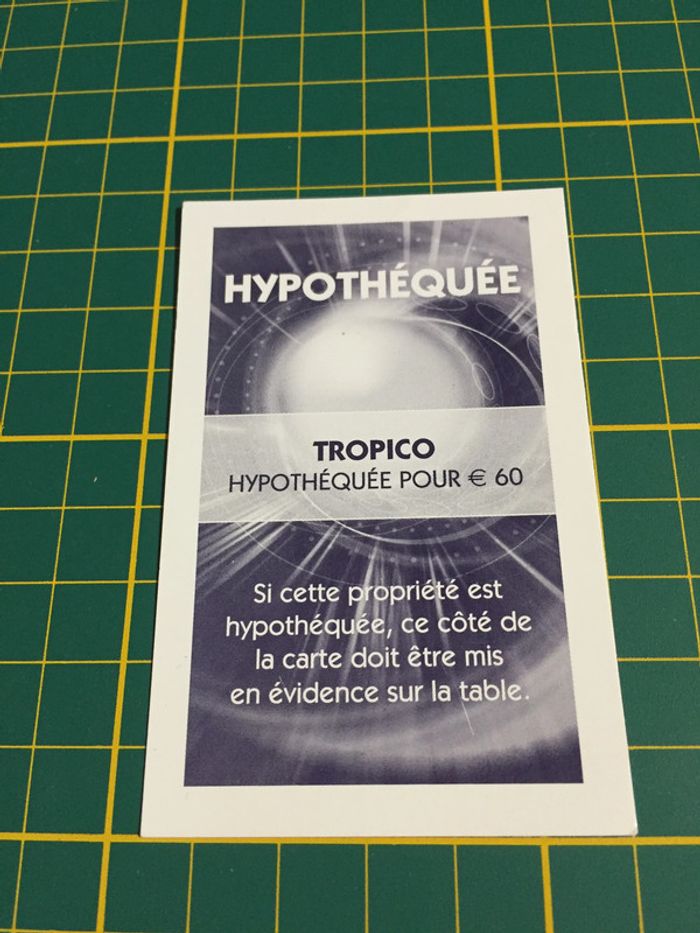 HYPOTHÉQUÉE
TROPICO
HYPOTHÉQUÉE POUR € 60
Si cette propriété est
hypothéquée, ce côté de
la carte doit être mis
en évidence sur la table.